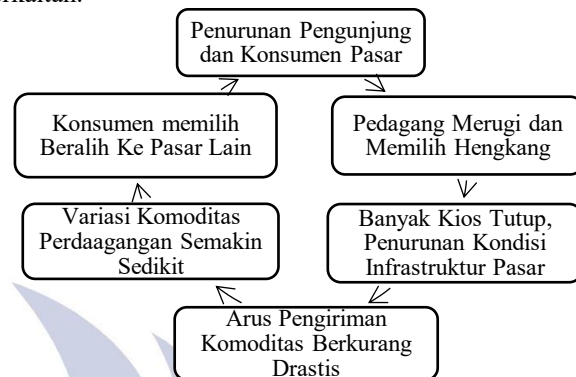 Penurunan Pengunjung
dan Konsumen Pasar
Pedagang Merugi dan
Memilih Hengkang
Banyak Kios Tutup,
Penurunan Kondisi
Infrastruktur Pasar
Arus Pengiriman
Komoditas Berkurang
Drastis
Variasi Komoditas
Perdaagangan Semakin
Sedikit
Konsumen memilih
Beralih Ke Pasar Lain